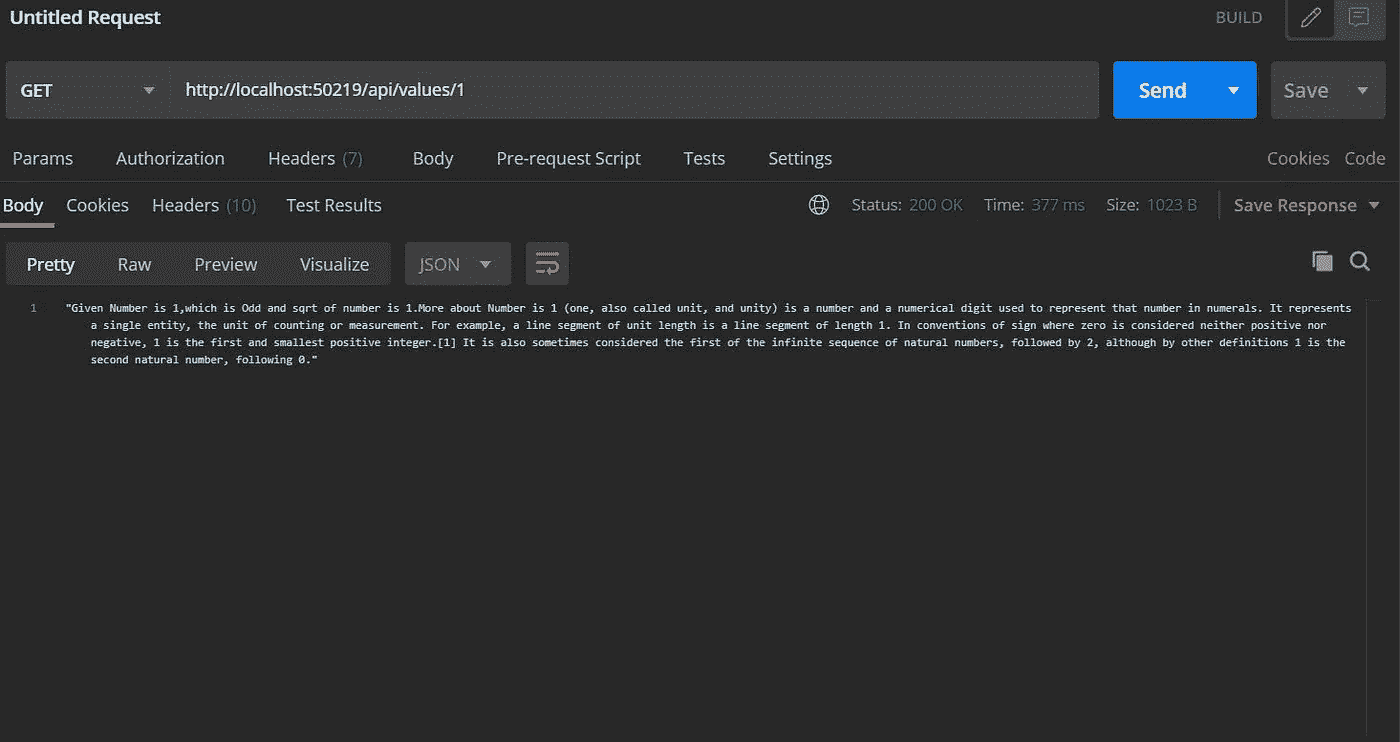 Untitled Request
BUILD
GET
http://localhost:50219/api/values/1
Send
Save
Params Authorization Headers (7) Body Pre-request Script Tests Settings Cookies Code
Body Cookies Headers (10) Test Results Status: 200 OK Time: 377 ms Size: 1023 B Save Response
Pretty Raw Preview Visualize JSON
1 "Given Number is 1,which is Odd and sqrt of number is 1.More about Number is 1 (one, also called unit, and unity) is a number and a numerical digit used to represent that number in numerals. It represents
a single entity, the unit of counting or measurement. For example, a line segment of unit length is a line segment of length 1. In conventions of sign where zero is considered neither positive nor
negative, 1 is the first and smallest positive integer.[1] It is also sometimes considered the first of the infinite sequence of natural numbers, followed by 2, although by other definitions 1 is the
second natural number, following 0."